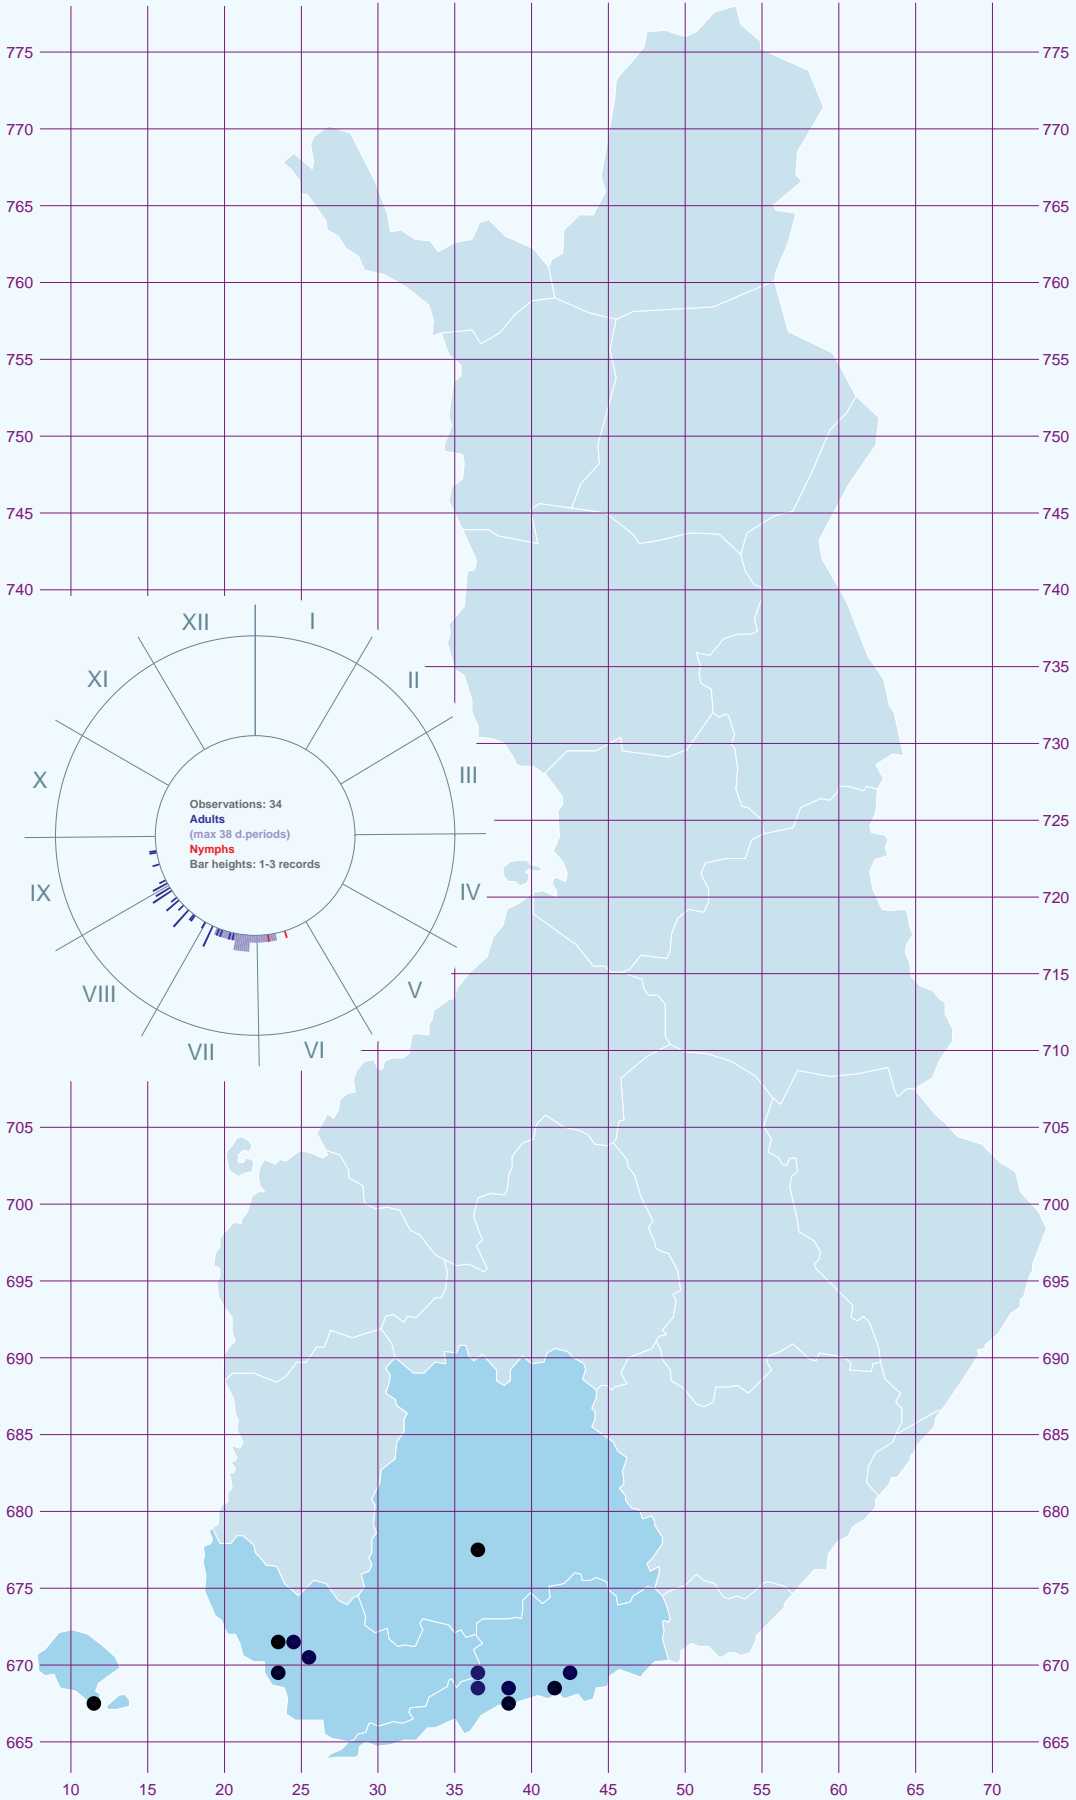 775 775
770 770
765 765
760 760
755 755
750 750
745 745
740 740
XII I
XI II
735
730
X III
Observations: 34
Adults
(max 38 d.periods)
Nymphs
Bar heights: 1-3 records
725
IX IV
720
VIII V
715
VII VI
710
705 705
700 700
695 695
690 690
685 685
680 680
675 675
670 670
665 665
10 15 20 25 30 35 40 45 50 55 60 65 70